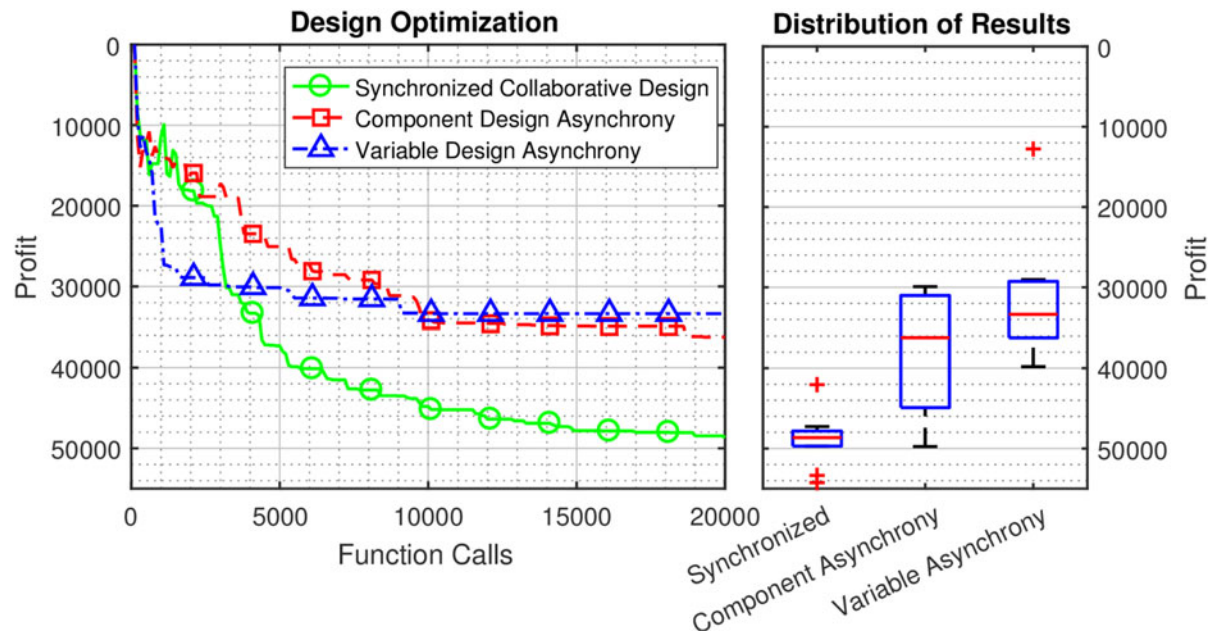 Design Optimization
Distribution of Results
0
10000
20000
30000
40000
50000
Profit
Synchronized Collaborative Design
Component Design Asynchrony
Variable Design Asynchrony
0
5000
10000
15000
20000
Function Calls
0
10000
20000
30000
40000
50000
Profit
Synchronized
Component Asynchrony
Variable Asynchrony